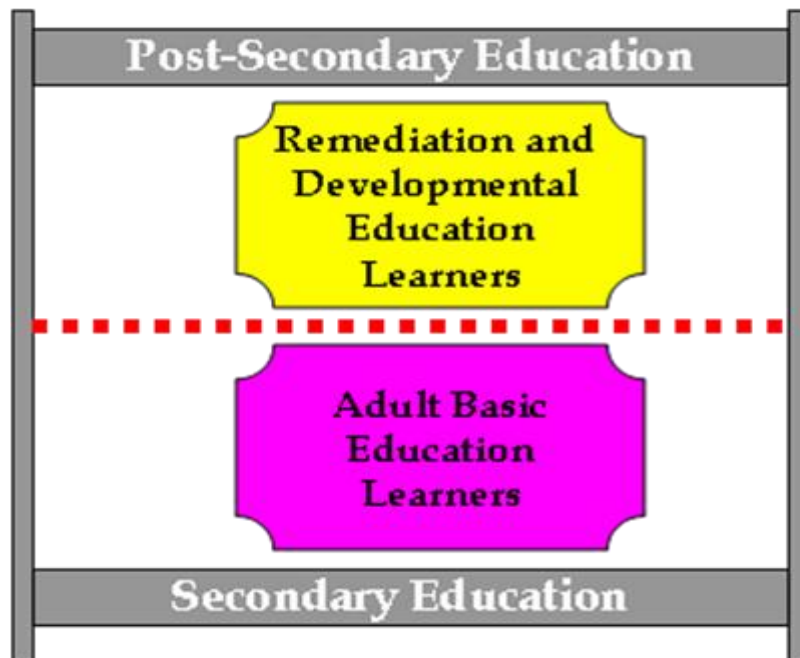 Post-Secondary Education
Remediation and
Developmental
Education
Learners
Adult Basic
Education
Learners
Secondary Education